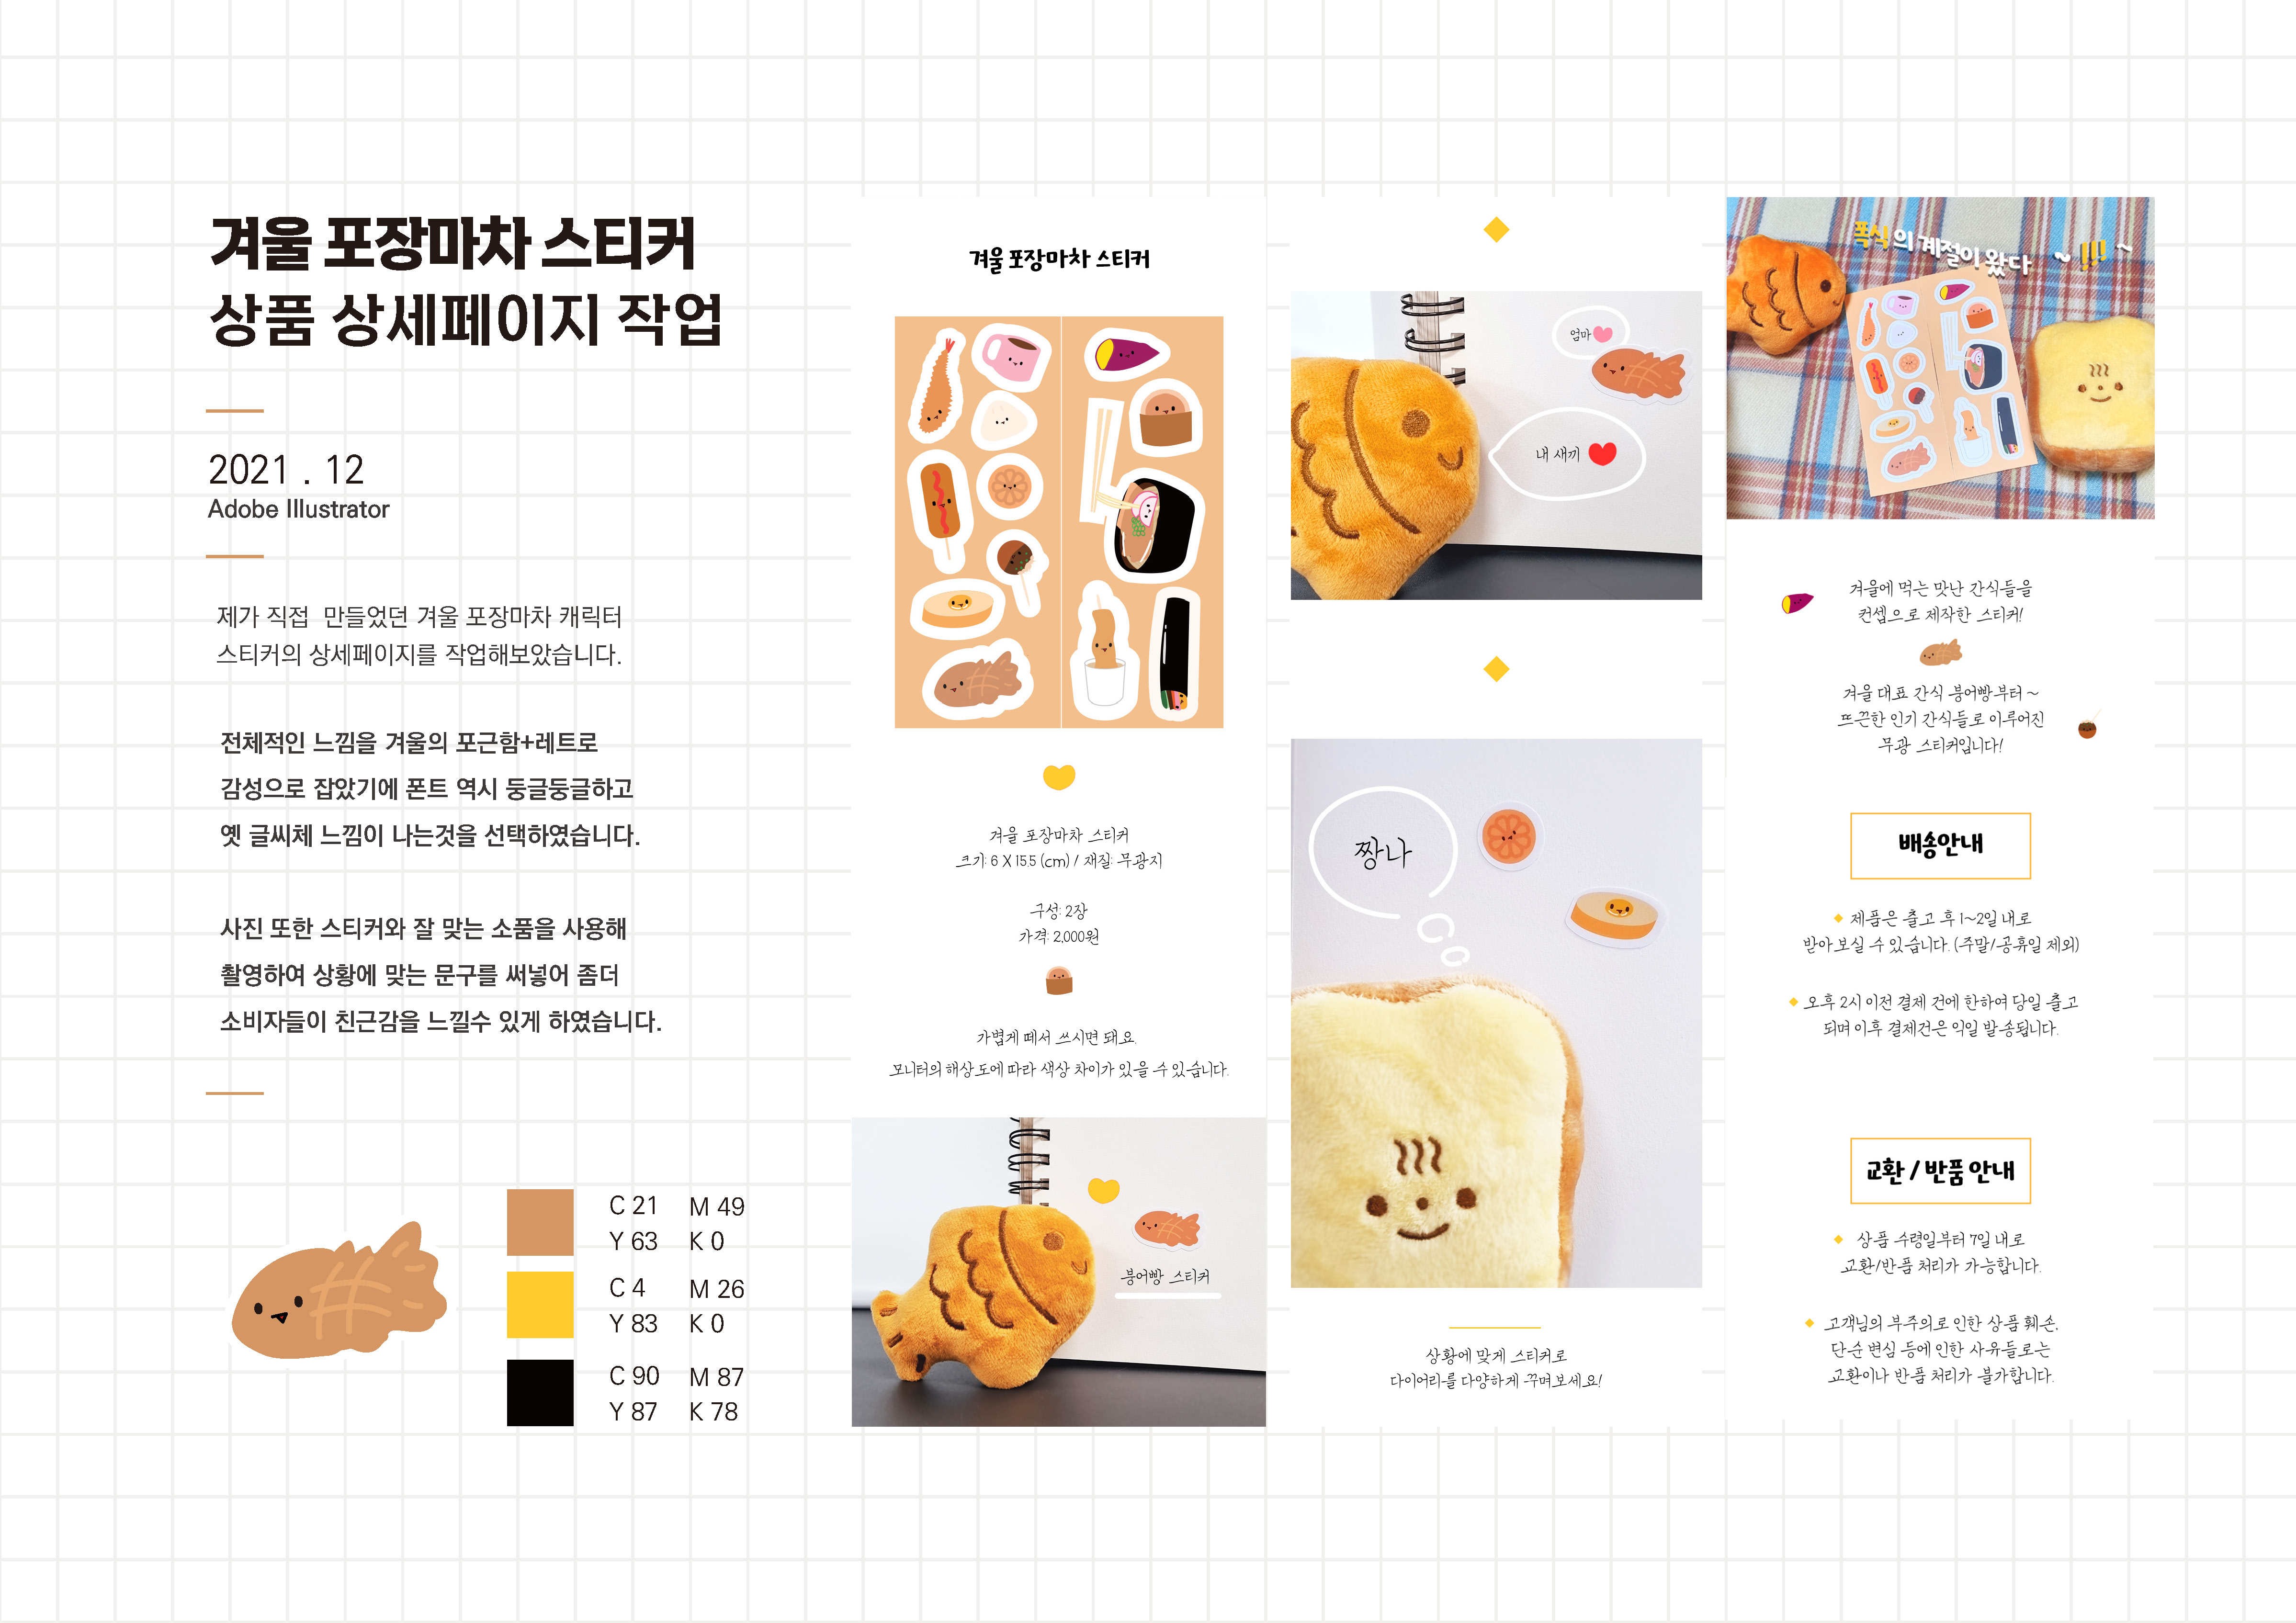 겨울 포장마차 스티커
상품 상세페이지 작업
2021 . 12
Adobe Illustrator
제가 직접 만들었던 겨울 포장마차 캐릭터
스티커의 상세페이지를 작업해보았습니다.
전체적인 느낌을 겨울의 포근함+레트로
감성으로 잡았기에 폰트 역시 둥글둥글하고
옛 글씨체 느낌이 나는것을 선택하였습니다.
사진 또한 스티커와 잘 맞는 소품을 사용해
촬영하여 상황에 맞는 문구를 써넣어 좀더
소비자들이 친근감을 느낄수 있게 하였습니다.
C 21 M 49
Y 63 K 0
C 4 M 26
Y 83 K 0
C 90 M 87
Y 87 K 78
겨울 포장마차 스티커
겨울 포장마차 스티커
크기: 6 X 15.5 (cm) / 재질: 무광지
구성: 2장
가격: 2,000원
가볍게 떼서 쓰시면 돼요.
모니터의 해상도에 따라 색상 차이가 있을 수 있습니다.
붕어빵 스티커
엄마
내 새끼
짱나
상황에 맞게 스티커로
다이어리를 다양하게 꾸며보세요!
폭식의 계절이 왔다 ~ !!! ~
겨울에 먹는 맛난 간식들을
컨셉으로 제작한 스티커!
겨울 대표 간식 붕어빵부터 ~
뜨끈한 인기 간식들로 이루어진
무광 스티커입니다!
배송안내
제품은 출고 후 1~2일 내로
받아보실 수 있습니다. (주말/공휴일 제외)
오후 2시 이전 결제 건에 한하여 당일 출고
되며 이후 결제건은 익일 발송됩니다.
교환 / 반품 안내
상품 수령일부터 7일 내로
교환/반품 처리가 가능합니다.
고객님의 부주의로 인한 상품 훼손,
단순 변심 등에 인한 사유들로는
교환이나 반품 처리가 불가합니다.